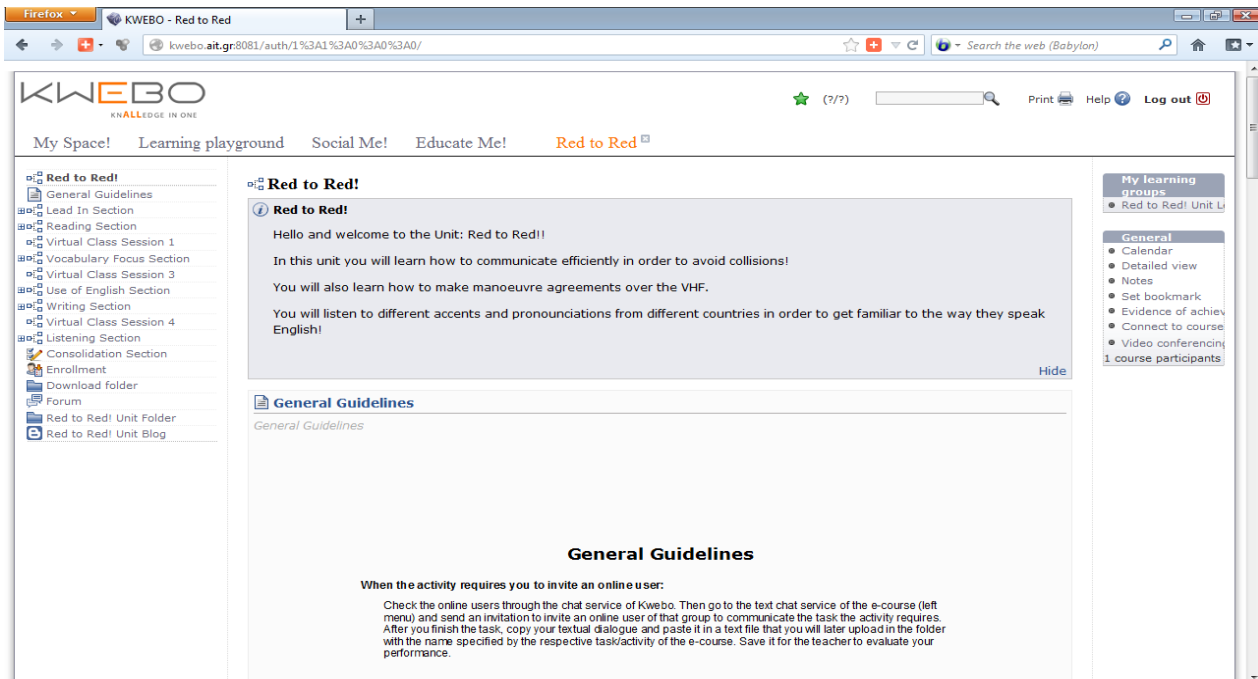 Firefox
KWEBO - Red to Red
kwebo.ait.gr:8081/auth/1%3A1%3A0%3A0%3A0/
Search the web (Babylon)
KWEBO
KNALLEDGE IN ONE
(?/?)
Print
Help
Log out
My Space!
Learning playground
Social Me!
Educate Me!
Red to Red
Red to Red!
General Guidelines
Lead In Section
Reading Section
Virtual Class Session 1
Vocabulary Focus Section
Virtual Class Session 3
Use of English Section
Writing Section
Virtual Class Session 4
Listening Section
Consolidation Section
Enrollment
Download folder
Forum
Red to Red! Unit Folder
Red to Red! Unit Blog
Red to Red!
Red to Red!
Hello and welcome to the Unit: Red to Red!!
In this unit you will learn how to communicate efficiently in order to avoid collisions!
You will also learn how to make manoeuvre agreements over the VHF.
You will listen to different accents and pronounciations from different countries in order to get familiar to the way they speak
English!
Hide
General Guidelines
General Guidelines
General Guidelines
When the activity requires you to invite an online user:
Check the online users through the chat service of Kwebo. Then go to the text chat service of the e-course (left
menu) and send an invitation to invite an online user of that group to communicate the task the activity requires.
After you finish the task, copy your textual dialogue and paste it in a text file that you will later upload in the folder
with the name specified by the respective task/activity of the e-course. Save it for the teacher to evaluate your
performance.
My learning
groups
Red to Red! Unit L
General
Calendar
Detailed view
Notes
Set bookmark
Evidence of achiev
Connect to course
Video conferencing
1 course participants